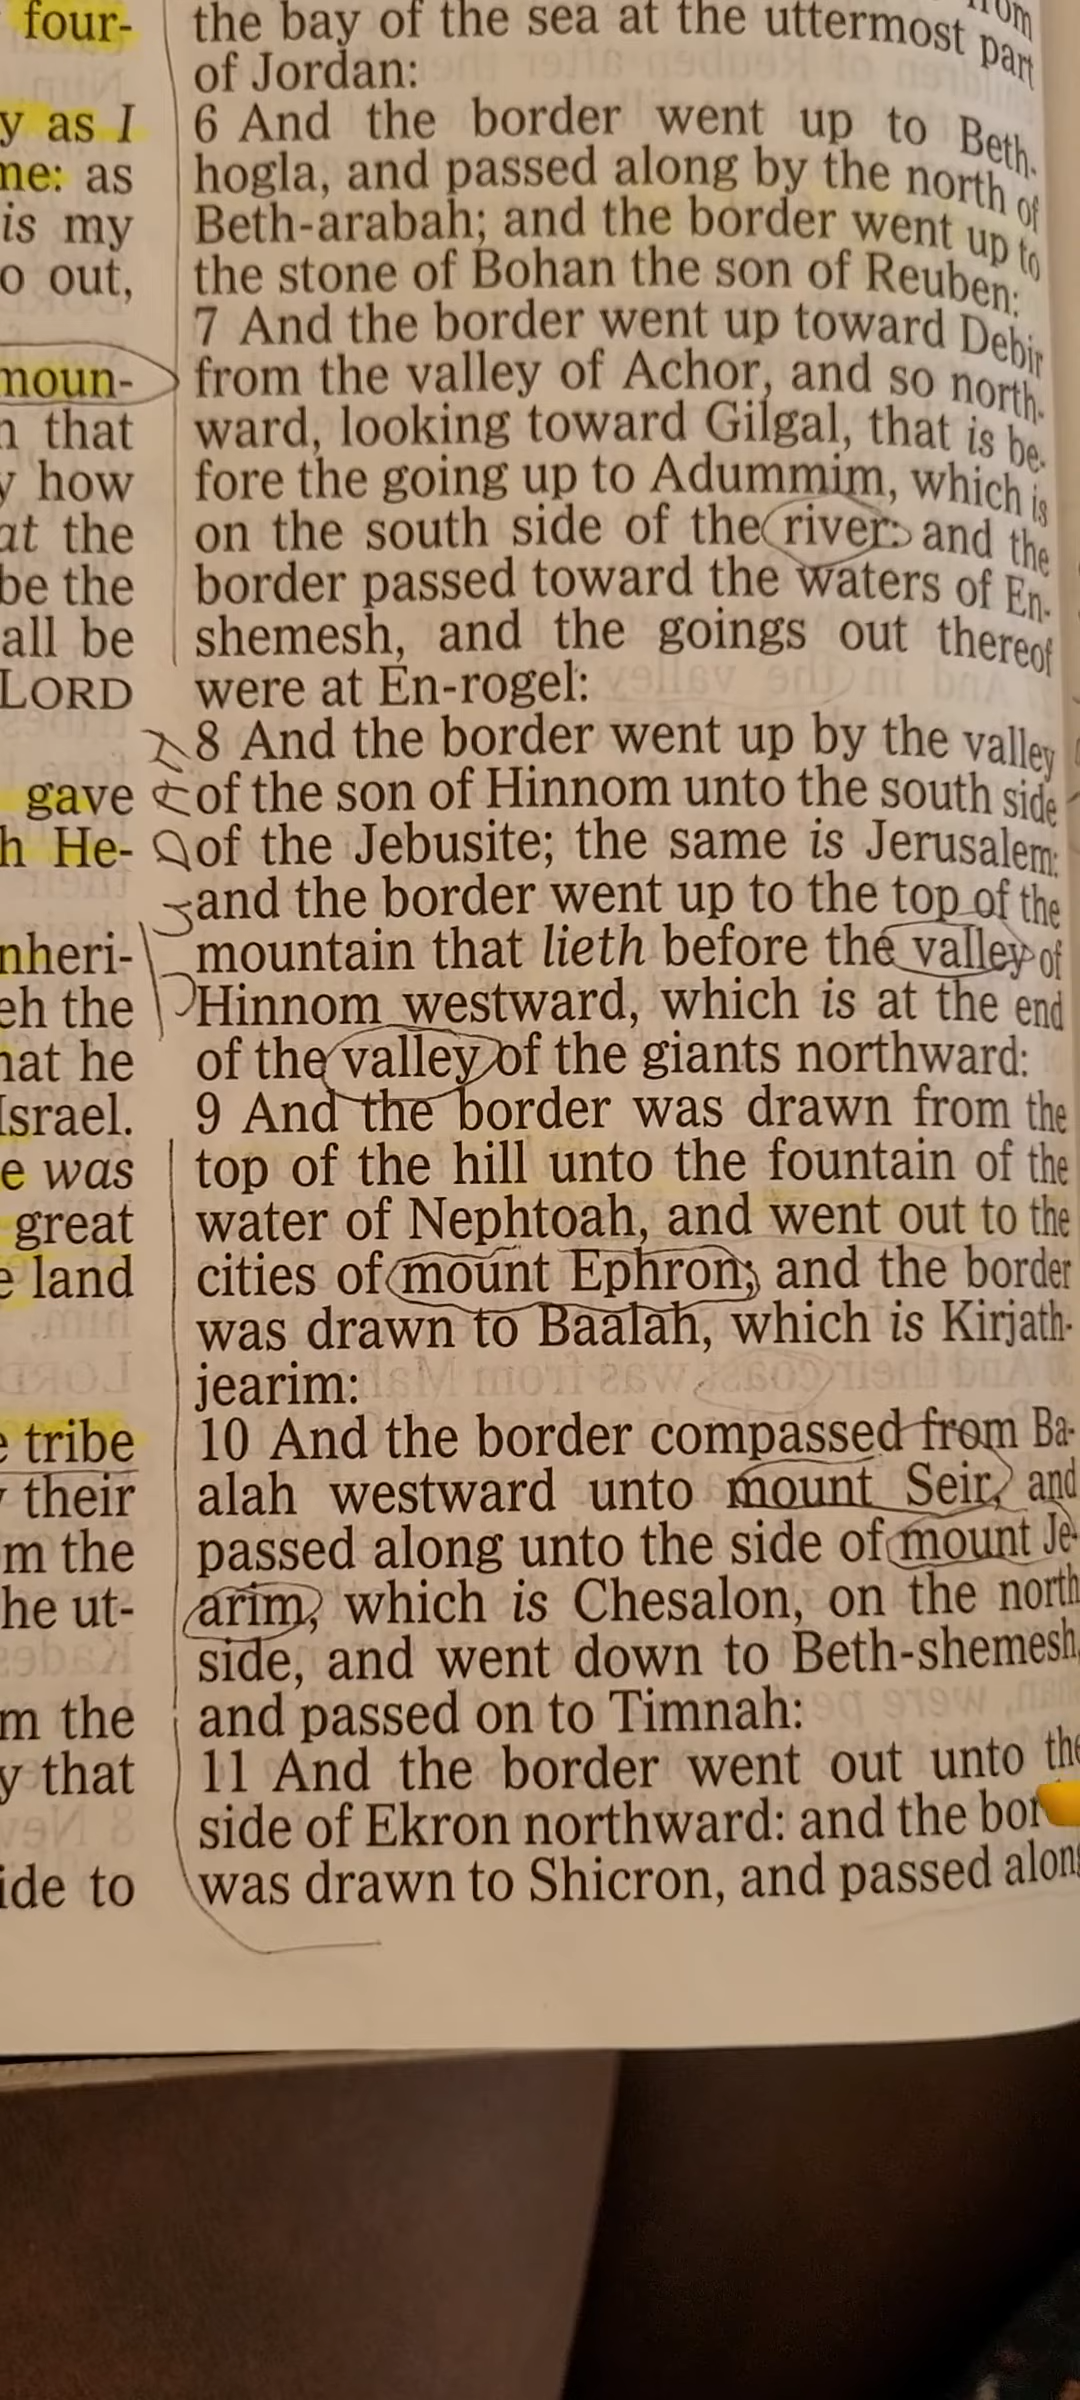 four-
y as I
me: as
is my
o out,
moun-
that
how
at the
be the
all be
LORD
gave
h He-
nheri-
eh the
hat he
Israel.
e was
great
e land
e tribe
their
m the
he ut-
m the
y that
ide to
from
the bay of the sea at the uttermost part
of Jordan:
6 And the border went up to Beth-
hogla, and passed along by the north of
Beth-arabah; and the border went up to
the stone of Bohan the son of Reuben:
7 And the border went up toward Debir
from the valley of Achor, and so north-
ward, looking toward Gilgal, that is be-
fore the going up to Adummim, which is
on the south side of the river: and the
border passed toward the waters of En-
shemesh, and the goings out thereof
were at En-rogel:
8 And the border went up by the valley
of the son of Hinnom unto the south side
of the Jebusite; the same is Jerusalem:
and the border went up to the top of the
mountain that lieth before the valley of
Hinnom westward, which is at the end
of the valley of the giants northward:
9 And the border was drawn from the
top of the hill unto the fountain of the
water of Nephtoah, and went out to the
cities of mount Ephron; and the border
was drawn to Baalah, which is Kirjath-
jearim:
10 And the border compassed from Ba-
alah westward unto mount Seir, and
passed along unto the side of mount Je-
arim, which is Chesalon, on the north
side, and went down to Beth-shemesh,
and passed on to Timnah:
11 And the border went out unto the
side of Ekron northward: and the bor
was drawn to Shicron, and passed along